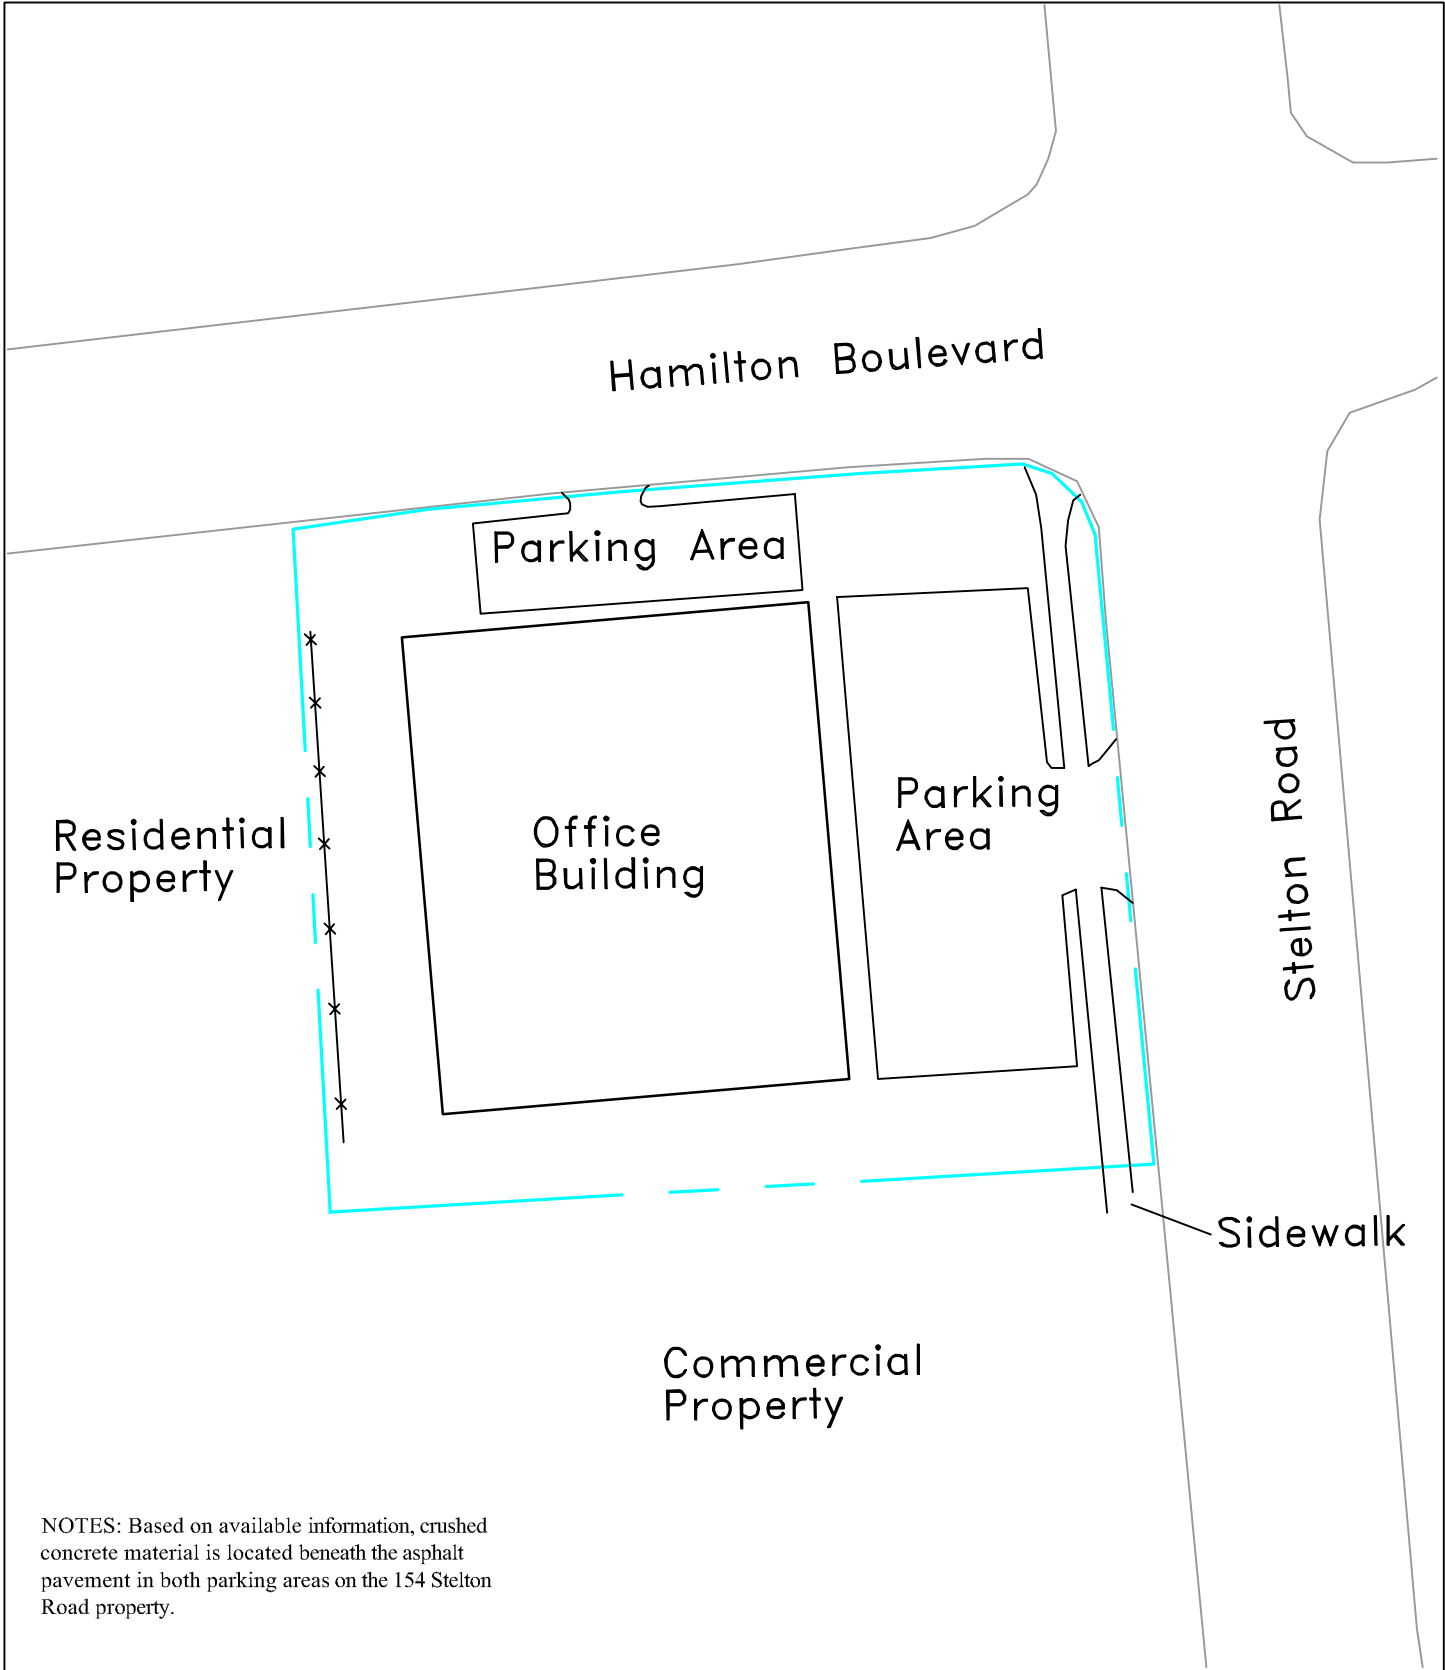 Hamilton Boulevard
Parking Area
Parking
Area
Office
Building
Residential
Property
Stelton Road
Sidewalk
Commercial
Property
NOTES: Based on available information, crushed
concrete material is located beneath the asphalt
pavement in both parking areas on the 154 Stelton
Road property.